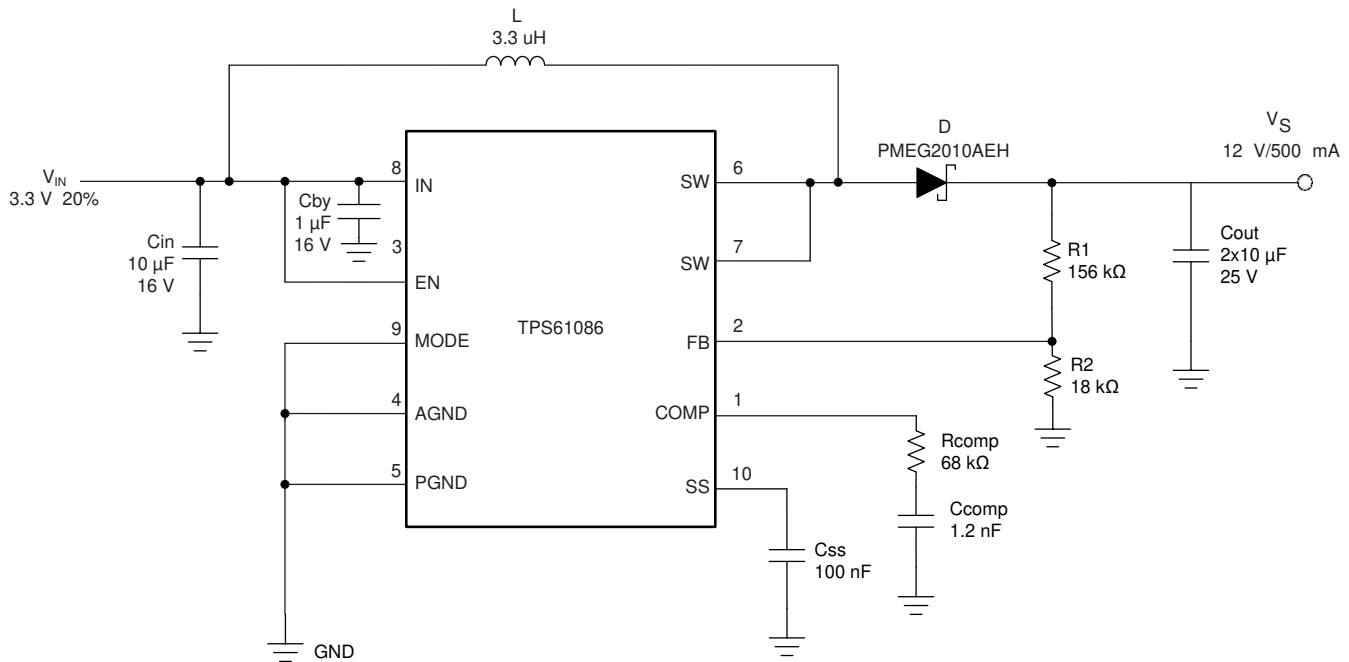 L
3.3 uH
D
PMEG2010AEH
VS
12 V/500 mA
VIN
3.3 V 20%
8
IN
Cby
1 µF
16 V
SW
6
Cin
10 µF
16 V
3
EN
SW
7
R1
156 kΩ
Cout
2x10 µF
25 V
9
MODE
TPS61086
FB
2
R2
18 kΩ
4
AGND
COMP
1
Rcomp
68 kΩ
5
PGND
SS
10
Ccomp
1.2 nF
Css
100 nF
GND